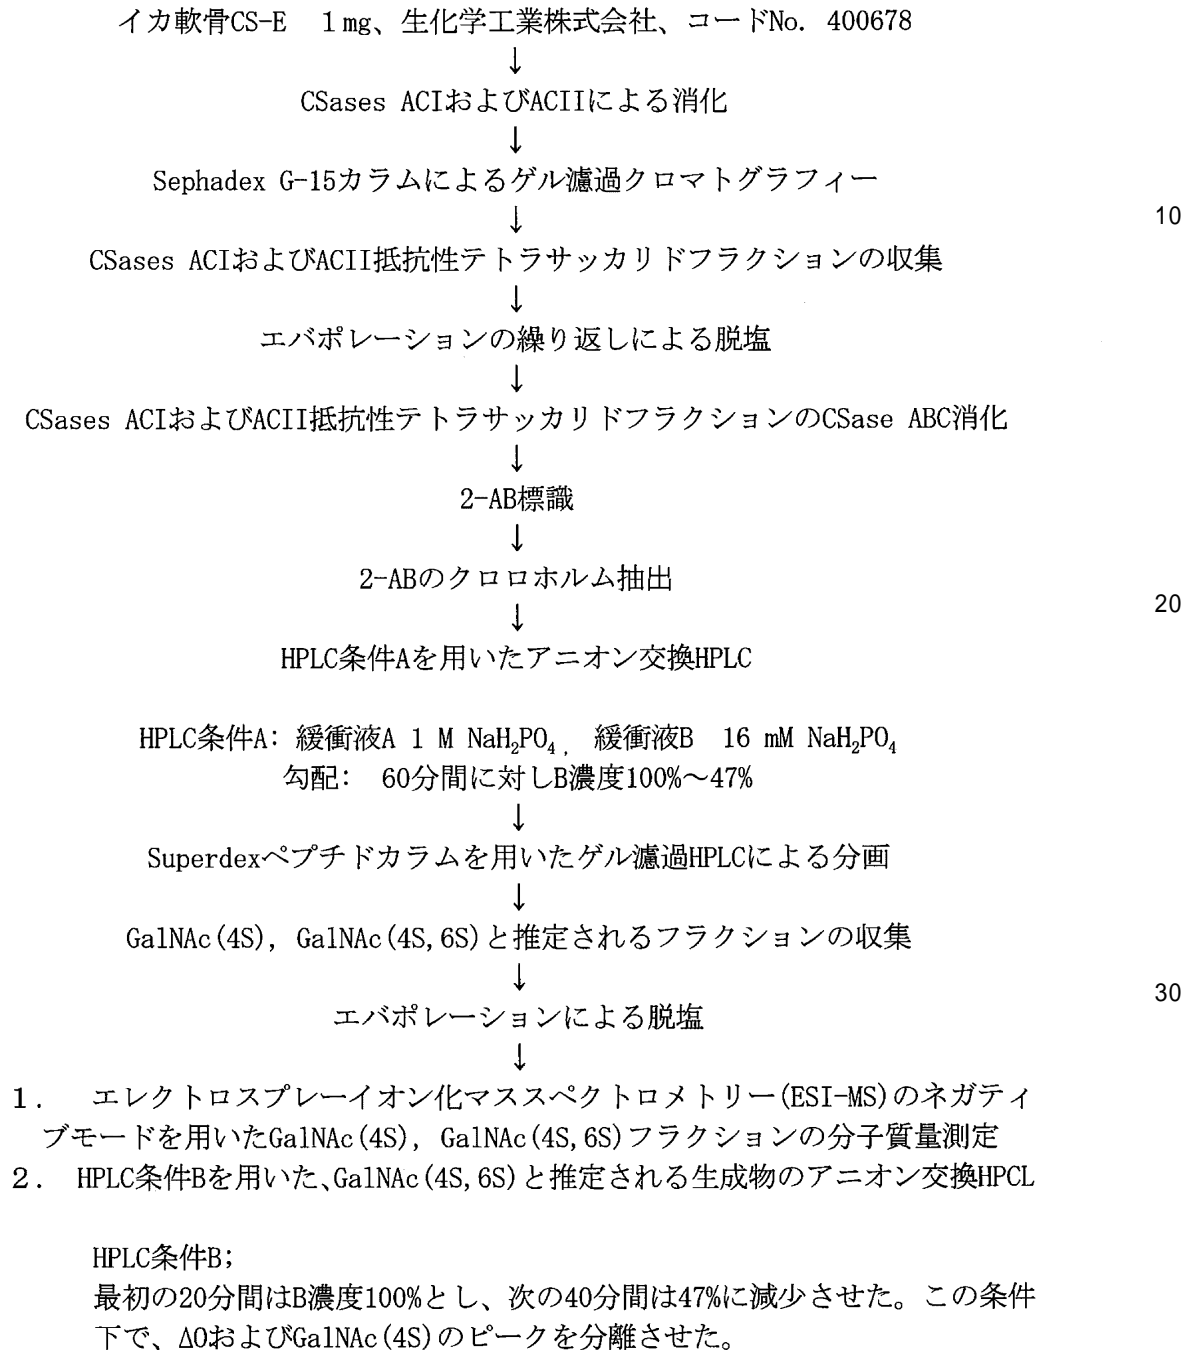 イカ軟骨CS-E　1 mg、生化学工業株式会社、コードNo. 400678
↓
CSases ACIおよびACIIによる消化
↓
Sephadex G-15カラムによるゲル濾過クロマトグラフィー
↓
10
CSases ACIおよびACII抵抗性テトラサッカリドフラクションの収集
↓
エバポレーションの繰り返しによる脱塩
↓
CSases ACIおよびACII抵抗性テトラサッカリドフラクションのCSase ABC消化
↓
2-AB標識
↓
2-ABのクロロホルム抽出
↓
20
HPLC条件Aを用いたアニオン交換HPLC
HPLC条件A: 緩衝液A 1 M NaH₂PO₄, 緩衝液B 16 mM NaH₂PO₄
勾配: 60分間に対しB濃度100%～47%
↓
Superdexペプチドカラムを用いたゲル濾過HPLCによる分画
↓
GalNAc(4S), GalNAc(4S,6S)と推定されるフラクションの収集
↓
30
エバポレーションによる脱塩
↓
1. エレクトロスプレーイオン化マススペクトロメトリー(ESI-MS)のネガティ
ブモードを用いたGalNAc(4S), GalNAc(4S,6S)フラクションの分子質量測定
2. HPLC条件Bを用いた、GalNAc(4S,6S)と推定される生成物のアニオン交換HPCL
HPLC条件B;
最初の20分間はB濃度100%とし、次の40分間は47%に減少させた。この条件
下で、Δ0およびGalNAc(4S)のピークを分離させた。